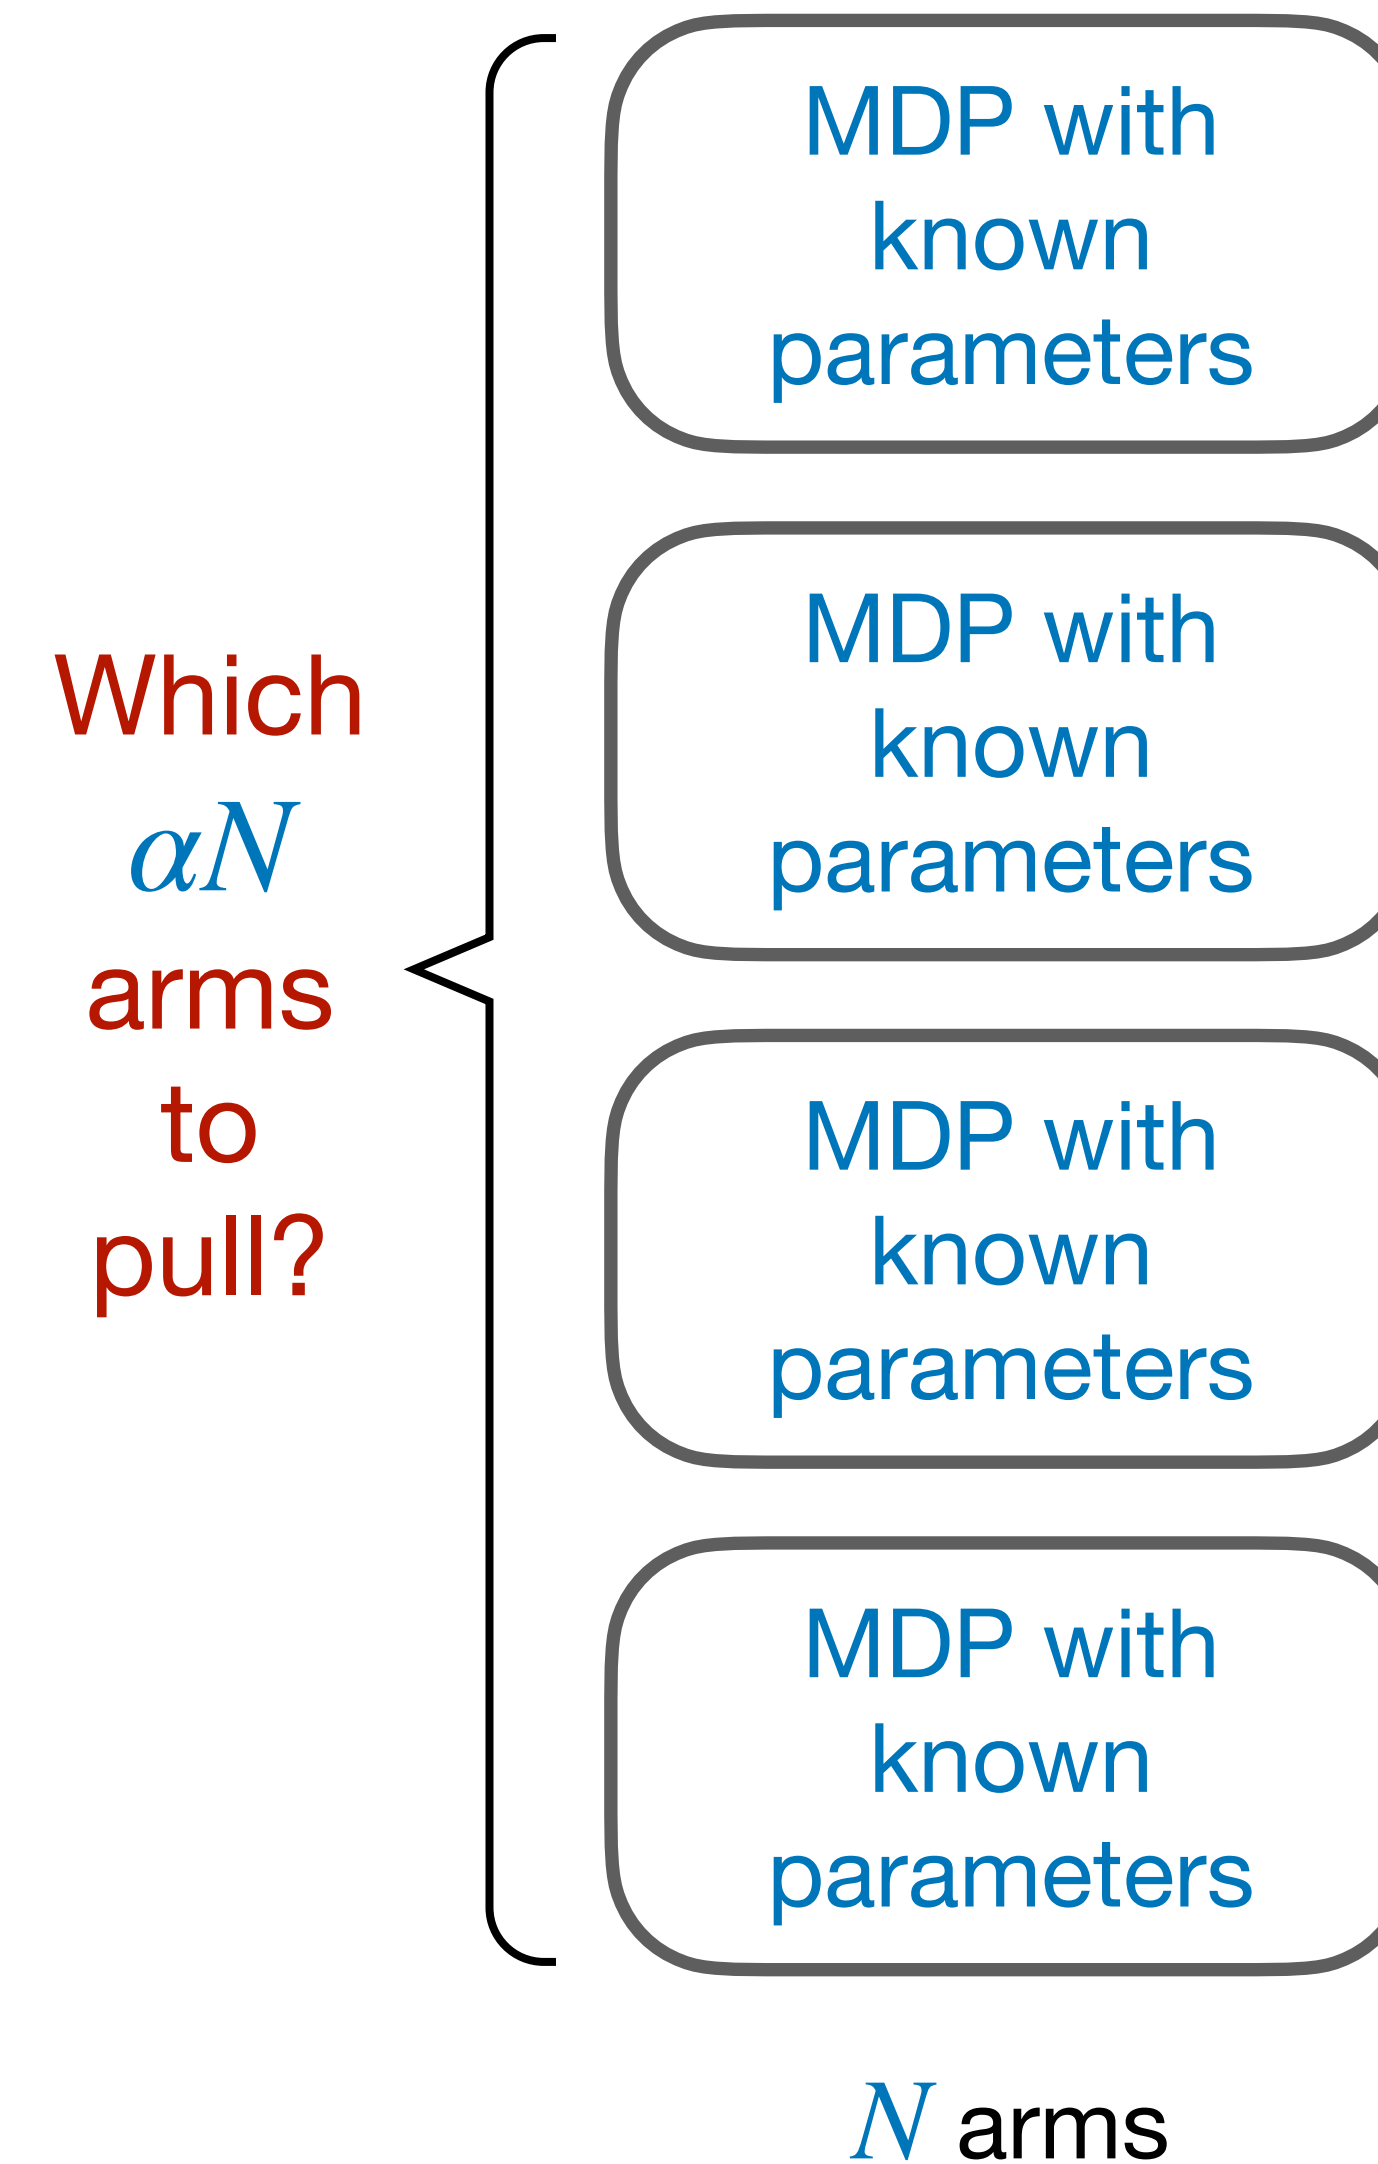 Which
αN
arms
to
pull?
MDP with
known
parameters
MDP with
known
parameters
MDP with
known
parameters
MDP with
known
parameters
N arms